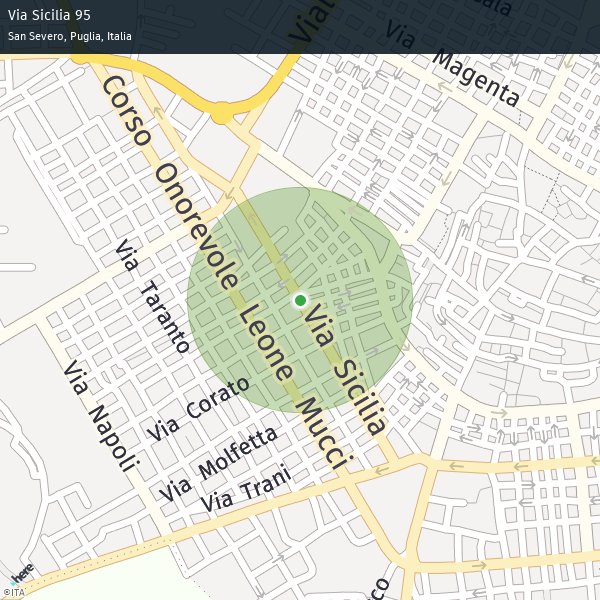 Via Sicilia 95
San Severo, Puglia, Italia
Via Magenta
Corso Onorevole Leone Mucci
Via Sicilia
Via Taranto
Via Napoli
Via Corato
Via Molfetta
Via Trani
here
©ITA